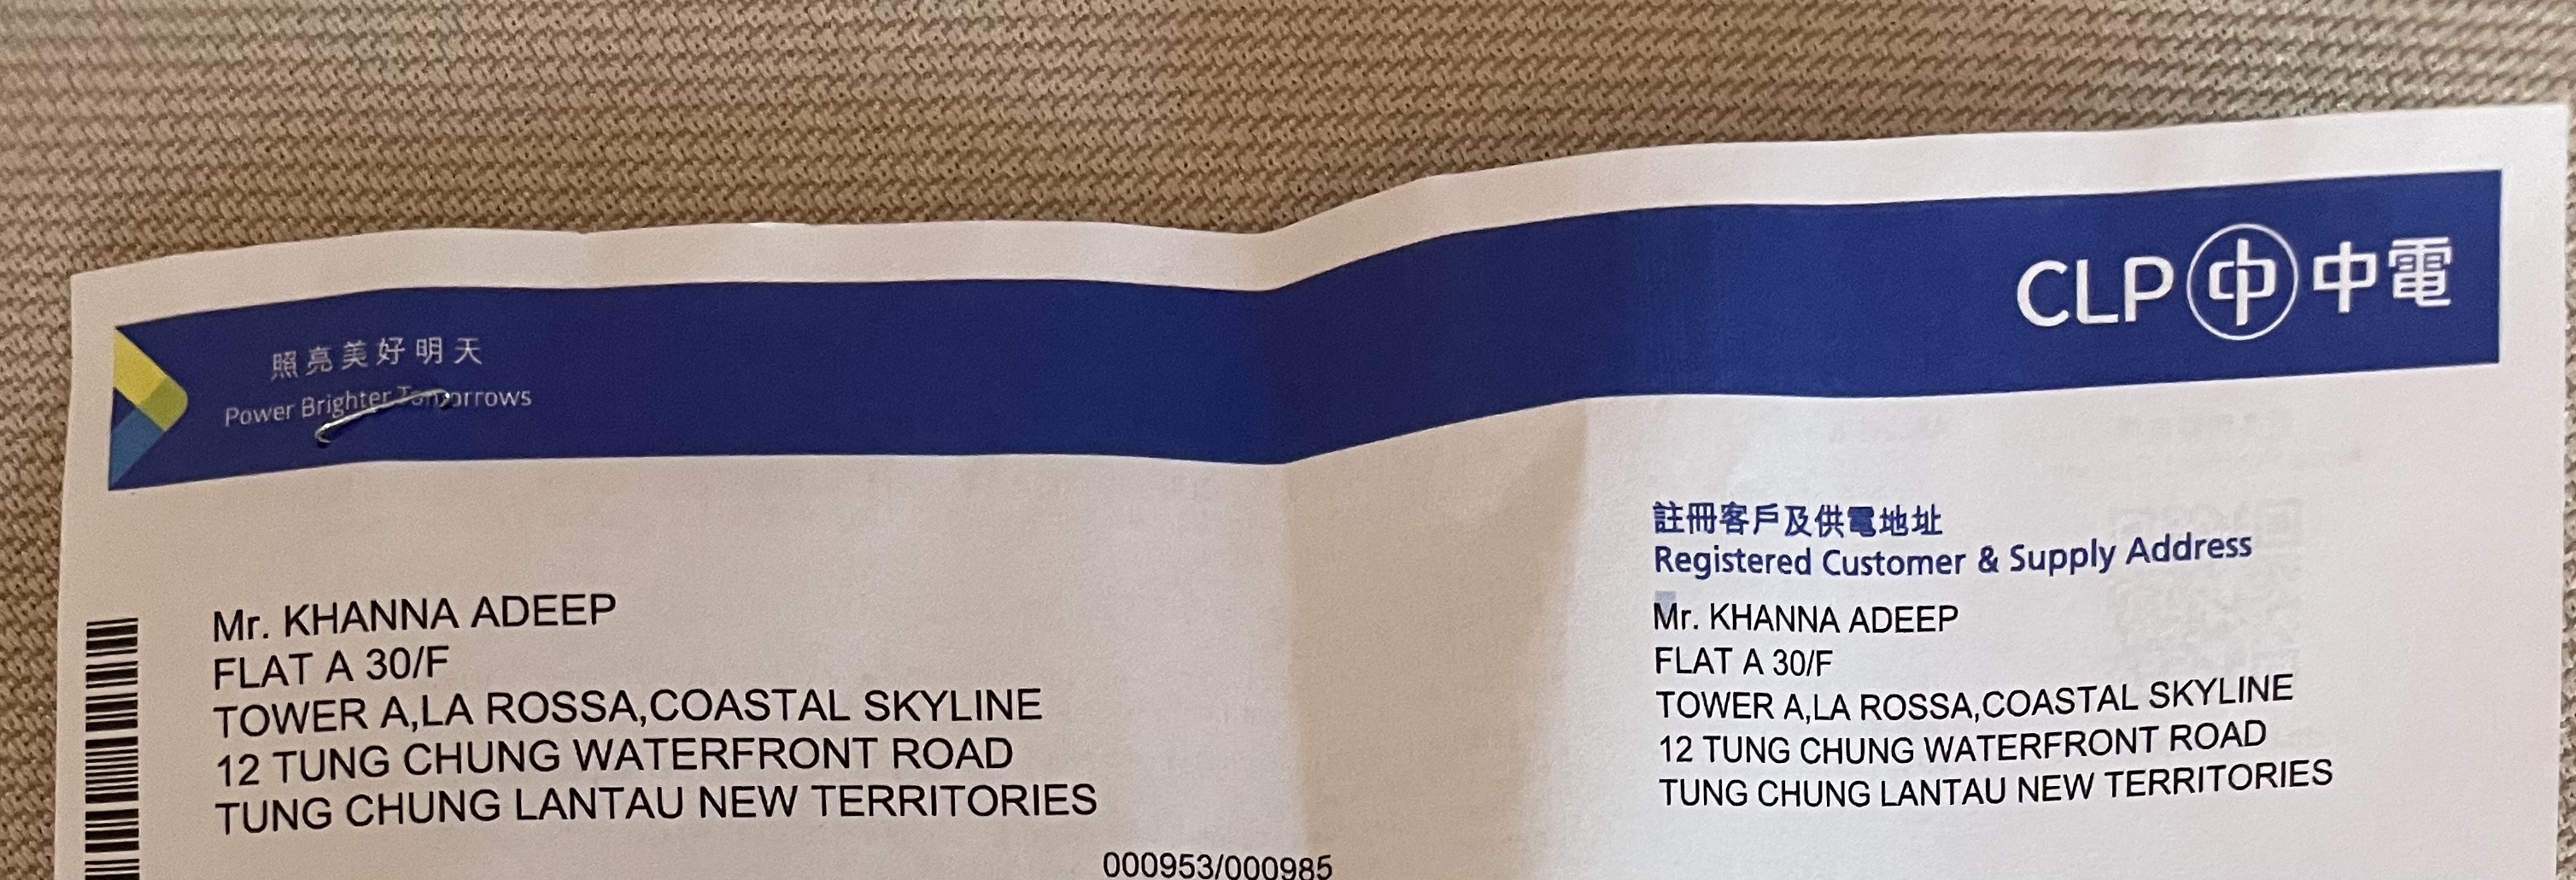 照亮美好明天
Power Brighter Tomorrows
CLP 中 中電
註冊客戶及供電地址
Registered Customer & Supply Address
Mr. KHANNA ADEEP
FLAT A 30/F
TOWER A,LA ROSSA,COASTAL SKYLINE
12 TUNG CHUNG WATERFRONT ROAD
TUNG CHUNG LANTAU NEW TERRITORIES
Mr. KHANNA ADEEP
FLAT A 30/F
TOWER A,LA ROSSA,COASTAL SKYLINE
12 TUNG CHUNG WATERFRONT ROAD
TUNG CHUNG LANTAU NEW TERRITORIES
000953/000985